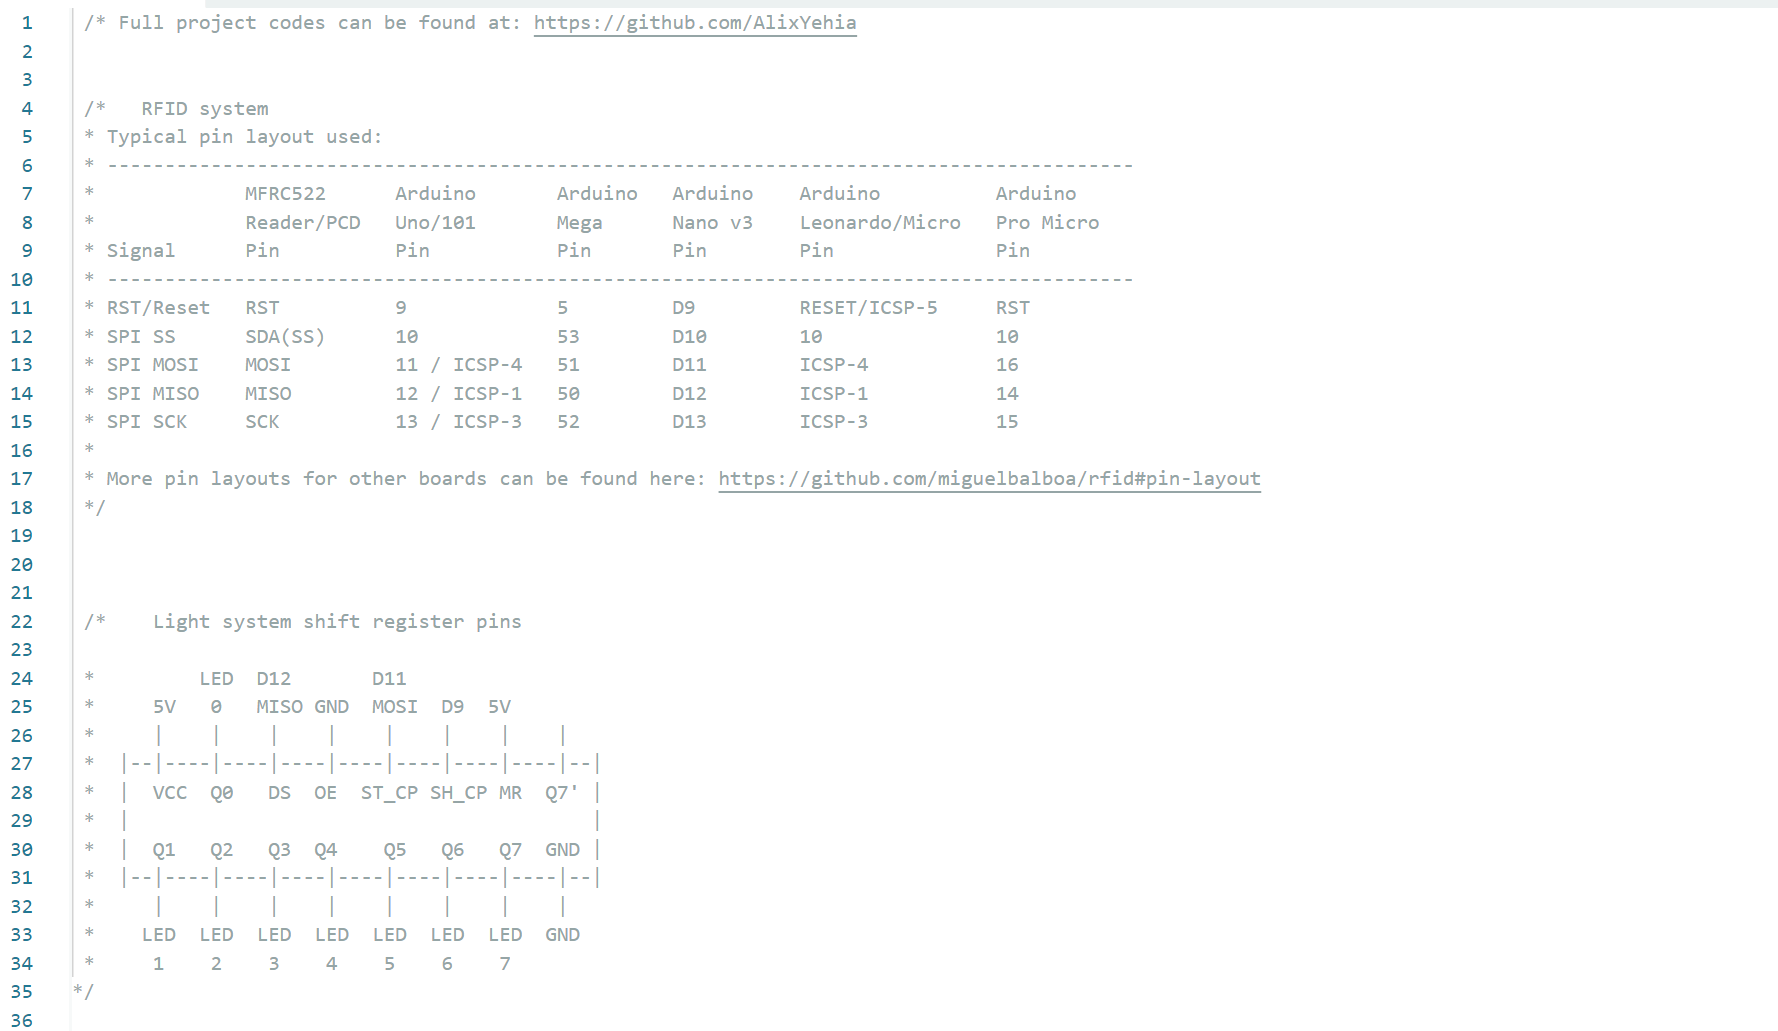 1 /* Full project codes can be found at: https://github.com/AlixYehia
2
3
4 /*   RFID system
5 * Typical pin layout used:
6 * -----------------------------------------------------------------------------------------
7 *             MFRC522      Arduino       Arduino   Arduino    Arduino          Arduino
8 *             Reader/PCD   Uno/101       Mega      Nano v3    Leonardo/Micro   Pro Micro
9 * Signal      Pin          Pin           Pin       Pin        Pin              Pin
10 * -----------------------------------------------------------------------------------------
11 * RST/Reset   RST          9             5         D9         RESET/ICSP-5     RST
12 * SPI SS      SDA(SS)      10            53        D10        10               10
13 * SPI MOSI    MOSI         11 / ICSP-4   51        D11        ICSP-4           16
14 * SPI MISO    MISO         12 / ICSP-1   50        D12        ICSP-1           14
15 * SPI SCK     SCK          13 / ICSP-3   52        D13        ICSP-3           15
16 *
17 * More pin layouts for other boards can be found here: https://github.com/miguelbalboa/rfid#pin-layout
18 */
19
20
21
22 /*    Light system shift register pins
23
24 *         LED  D12       D11
25 *     5V   0   MISO GND  MOSI  D9  5V
26 *     |    |    |    |    |    |    |    |
27 *  |--|----|----|----|----|----|----|----|--|
28 *  |  VCC  Q0   DS  OE  ST_CP SH_CP MR  Q7' |
29 *  |                                        |
30 *  |  Q1   Q2   Q3  Q4    Q5   Q6   Q7  GND |
31 *  |--|----|----|----|----|----|----|----|--|
32 *     |    |    |    |    |    |    |    |
33 *    LED  LED  LED  LED  LED  LED  LED  GND
34 *     1    2    3    4    5    6    7
35 */
36